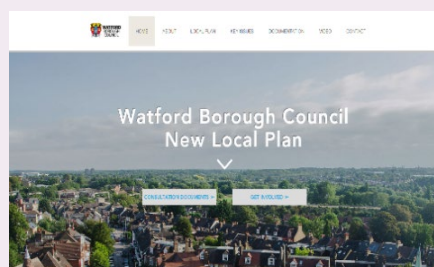 WATFORD
BOROUGH
COUNCIL
HOME
ABOUT
LOCAL PLAN
KEY ISSUES
DOCUMENTATION
VIDEO
CONTACT
Watford Borough Council
New Local Plan
CONSULTATION DOCUMENTS >
GET INVOLVED >